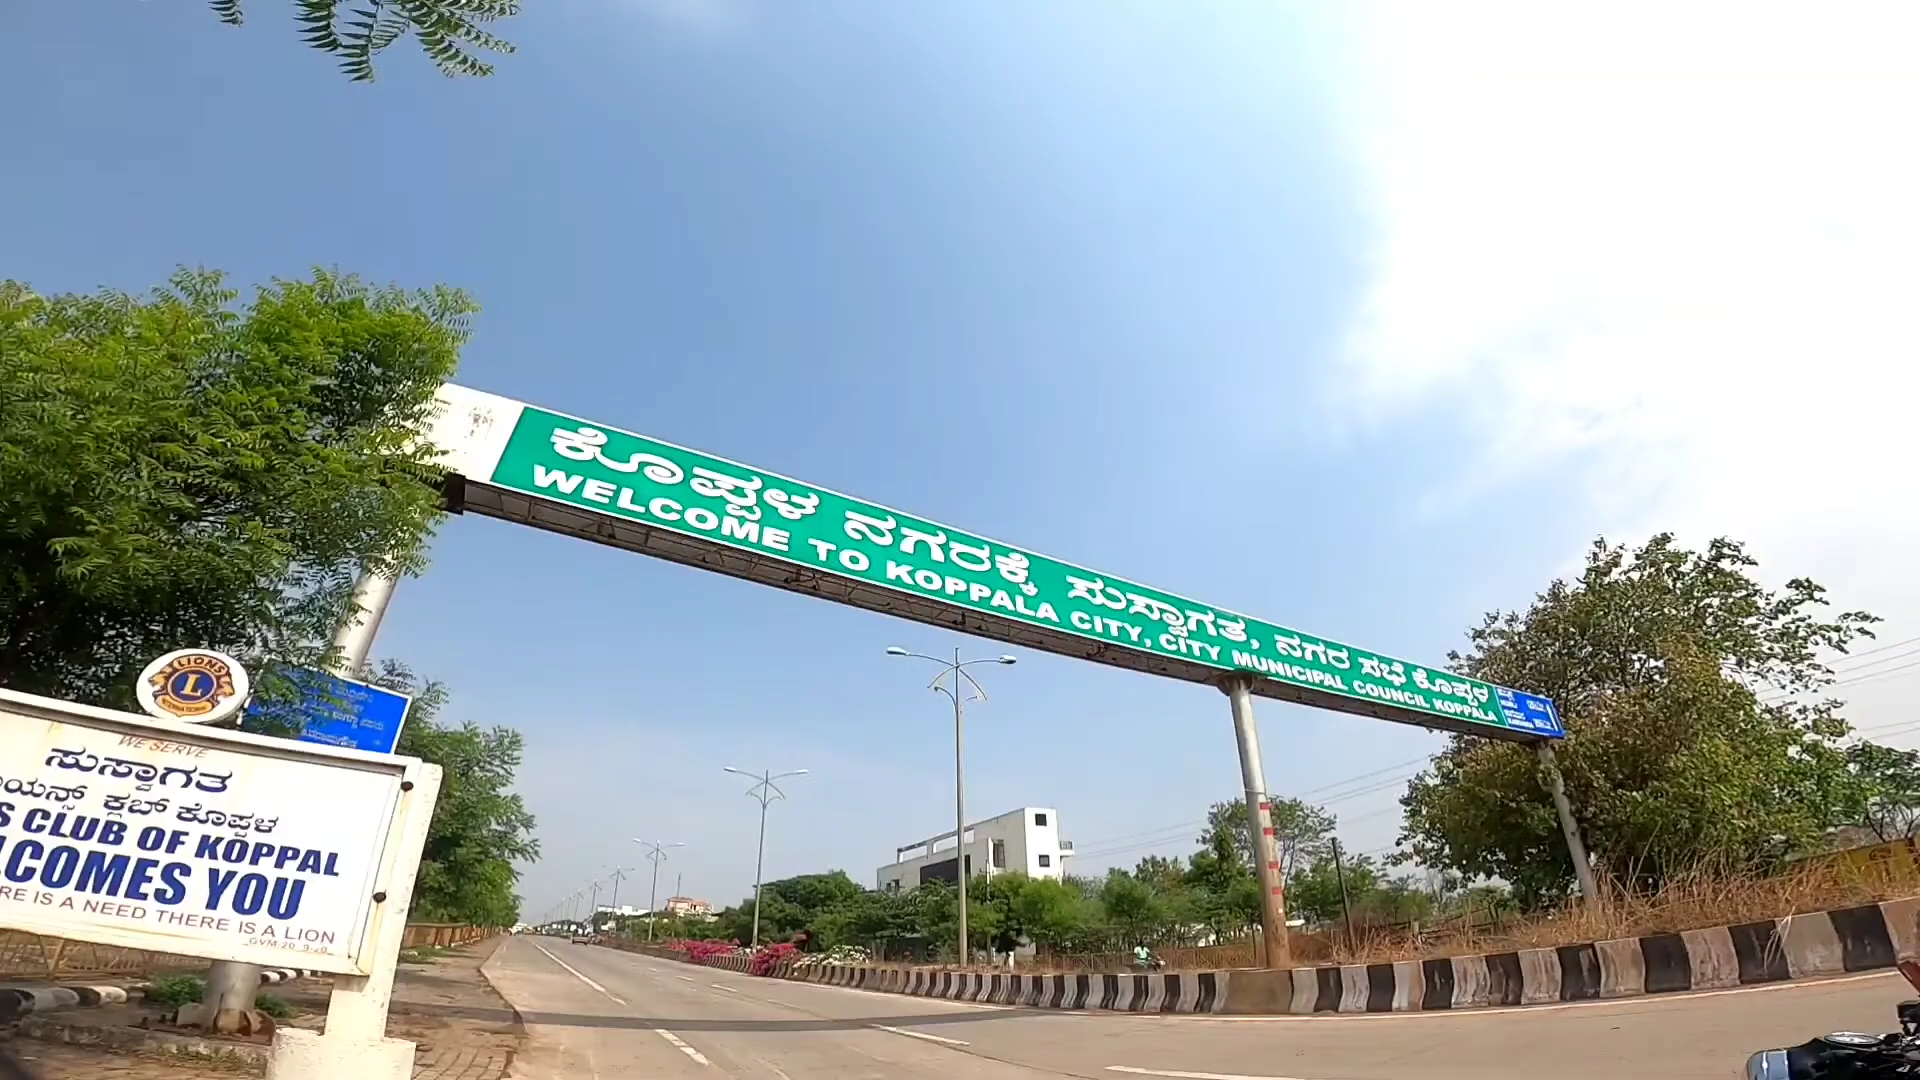 ಕೊಪ್ಪಳ ನಗರಕ್ಕೆ ಸುಸ್ವಾಗತ, ನಗರ ಸಭೆ ಕೊಪ್ಪಳ
WELCOME TO KOPPALA CITY, CITY MUNICIPAL COUNCIL KOPPALA
LIONS
L
INTERNATIONAL
WE SERVE
ಸುಸ್ವಾಗತ
ಯನ್ಸ್ ಕ್ಲಬ್ ಕೊಪ್ಪಳ
S CLUB OF KOPPAL
LCOMES YOU
RE IS A NEED THERE IS A LION